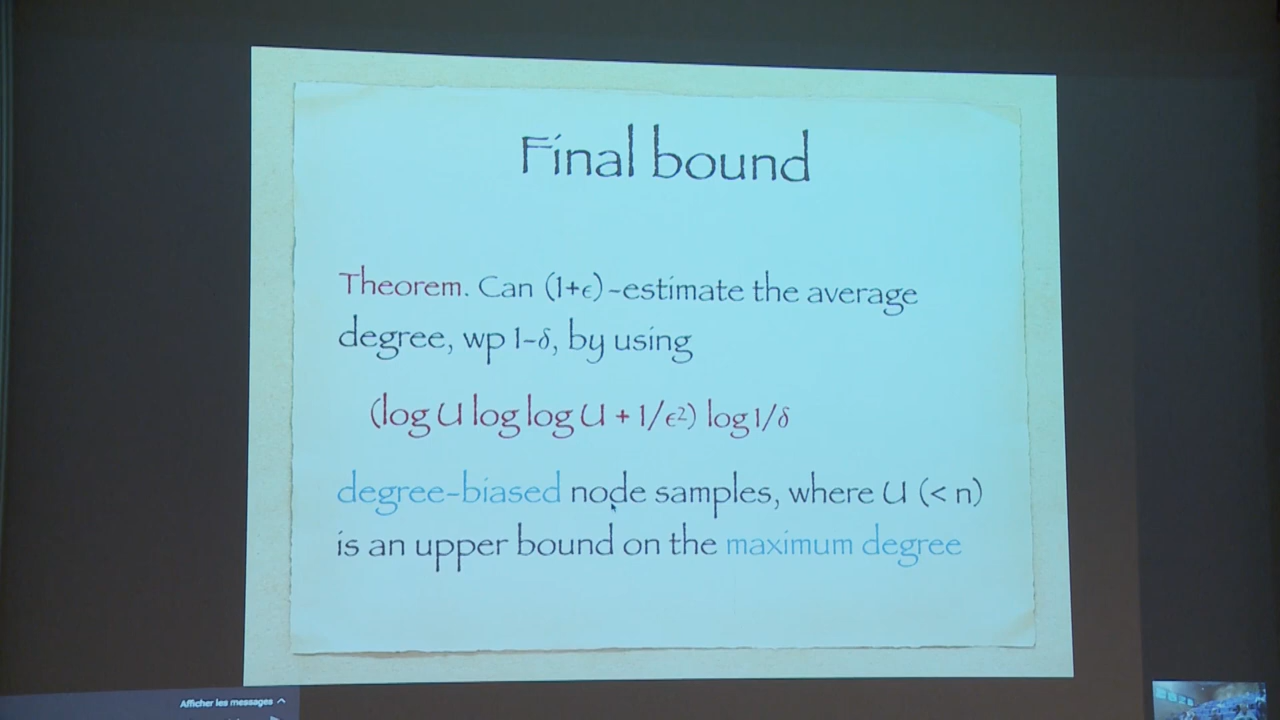 Final bound
Theorem. Can (1+ϵ)-estimate the average
degree, wp 1-δ, by using
(log U log log U + 1/ϵ²) log 1/δ
degree-biased node samples, where U (< n)
is an upper bound on the maximum degree
Afficher les messages